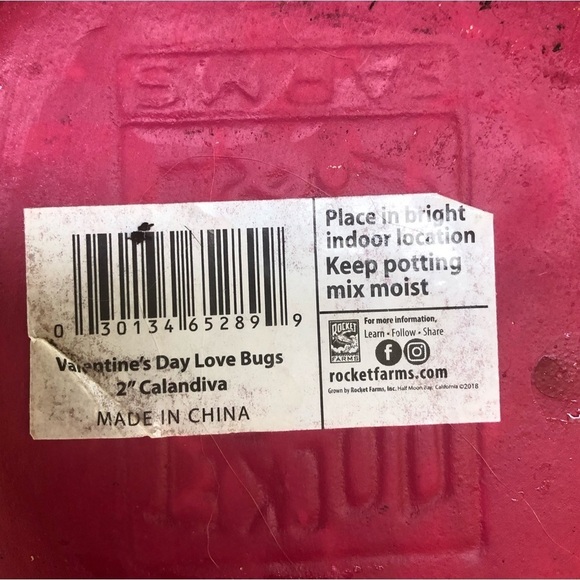 FARMS
0 30134 65289 9
Valentine's Day Love Bugs
2" Calandiva
MADE IN CHINA
Place in bright
indoor location
Keep potting
mix moist
ROCKET
FARMS
For more information,
Learn • Follow • Share
rocketfarms.com
Grown by Rocket Farms, Inc. Half Moon Bay, California ©2018
ROCKET